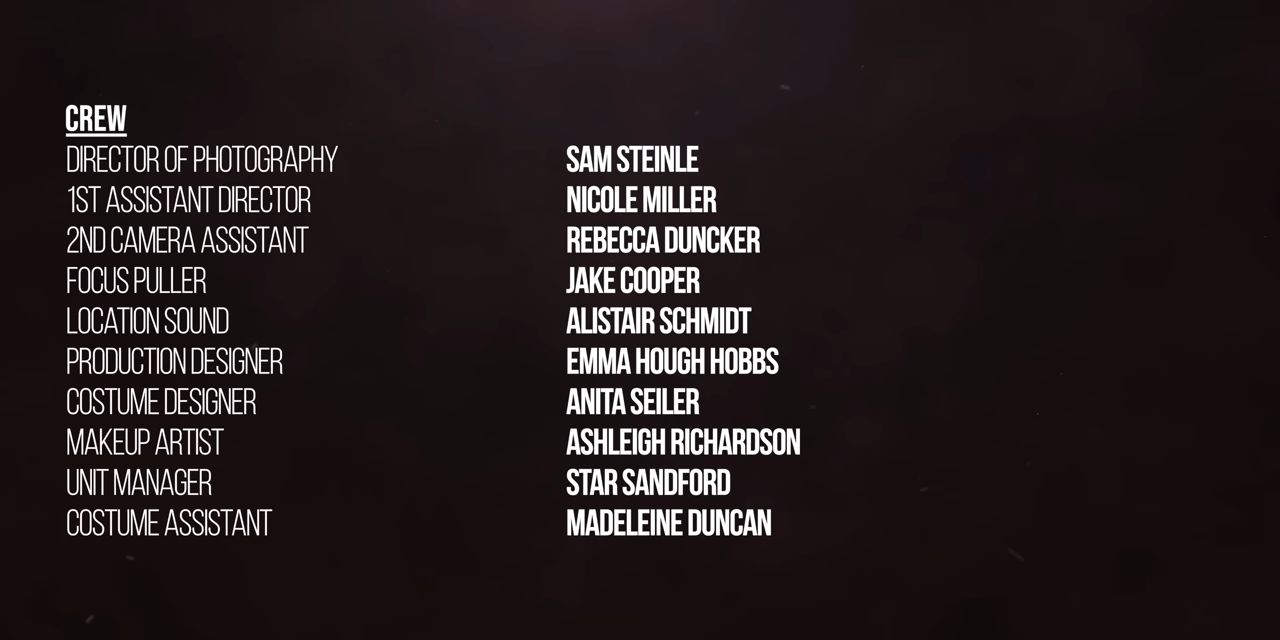 CREW
DIRECTOR OF PHOTOGRAPHY SAM STEINLE
1ST ASSISTANT DIRECTOR NICOLE MILLER
2ND CAMERA ASSISTANT REBECCA DUNCKER
FOCUS PULLER JAKE COOPER
LOCATION SOUND ALISTAIR SCHMIDT
PRODUCTION DESIGNER EMMA HOUGH HOBBS
COSTUME DESIGNER ANITA SEILER
MAKEUP ARTIST ASHLEIGH RICHARDSON
UNIT MANAGER STAR SANDFORD
COSTUME ASSISTANT MADELEINE DUNCAN